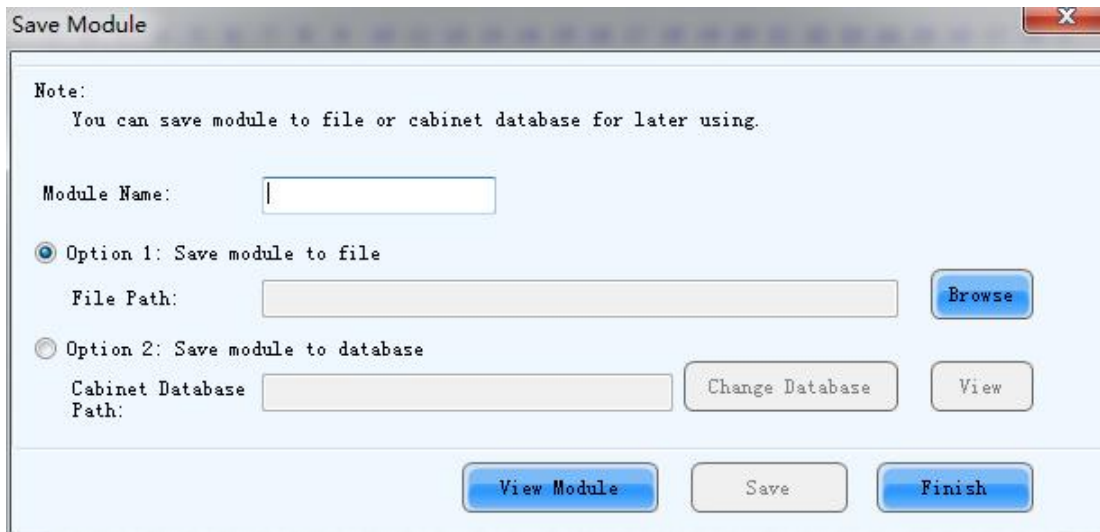 Save Module
Note:
You can save module to file or cabinet database for later using.
Module Name:
Option 1: Save module to file
File Path:
Browse
Option 2: Save module to database
Cabinet Database
Path:
Change Database
View
View Module
Save
Finish